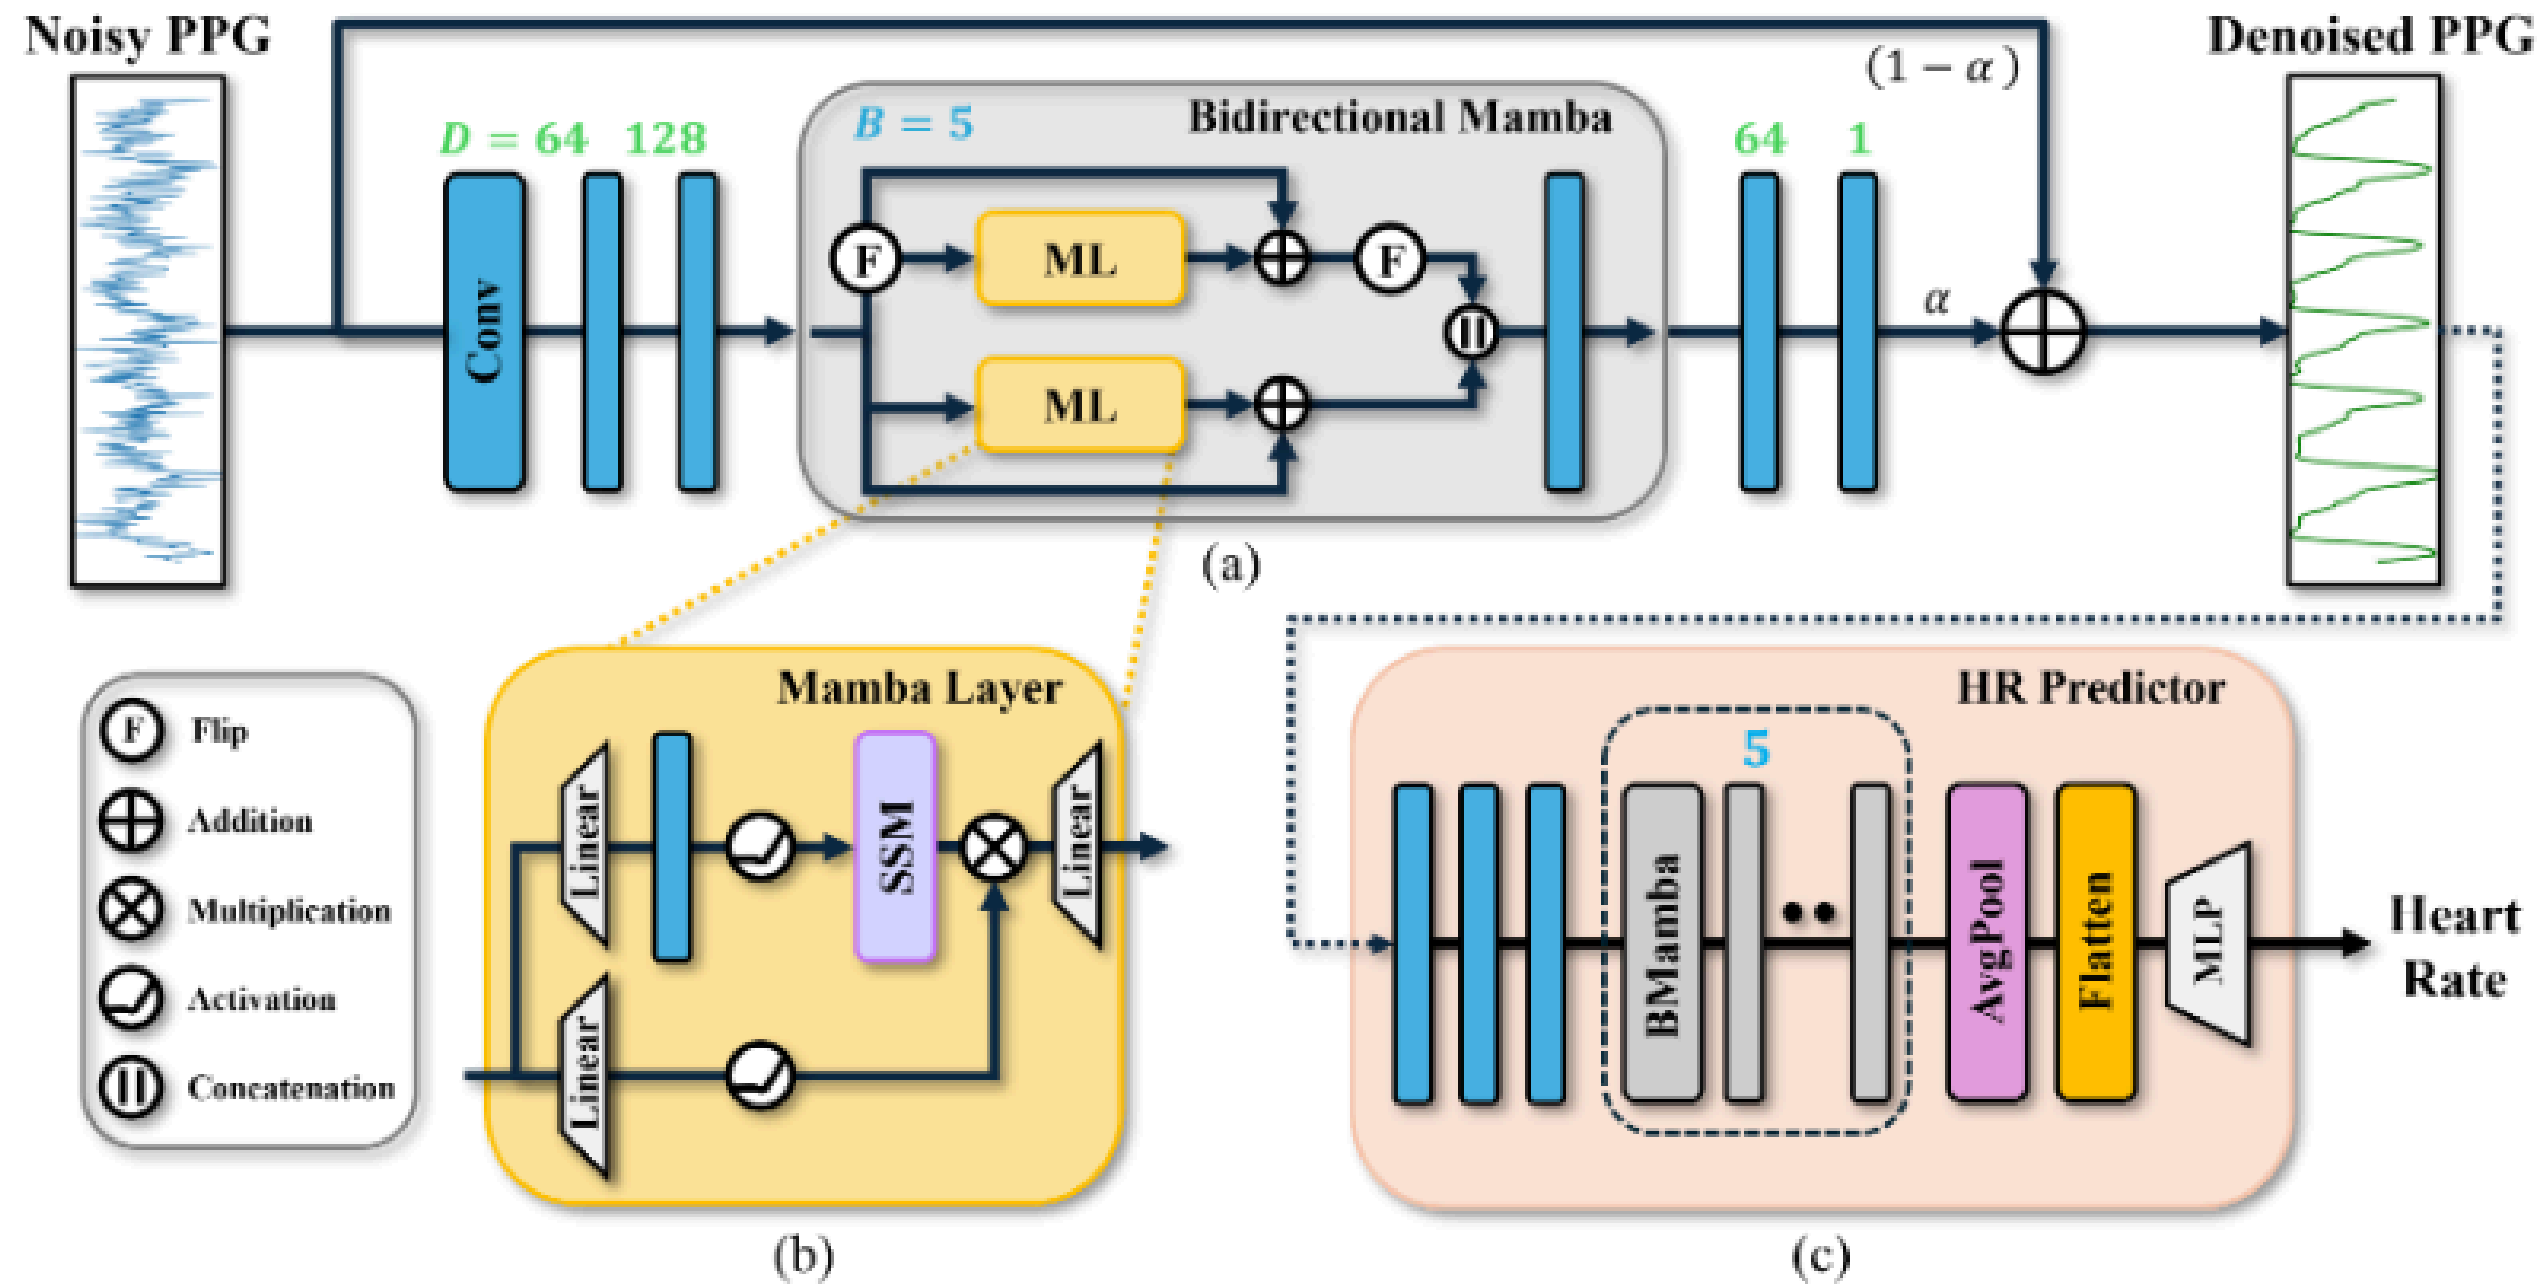 Noisy PPG
Denoised PPG
(1 − α)
D = 64 128
B = 5
Bidirectional Mamba
64 1
Conv
F
ML
F
ML
α
(a)
Mamba Layer
HR Predictor
F Flip
Addition
Multiplication
Activation
Concatenation
Linear
SSM
Linear
Linear
5
BMamba
AvgPool
Flatten
MLP
Heart
Rate
(b)
(c)